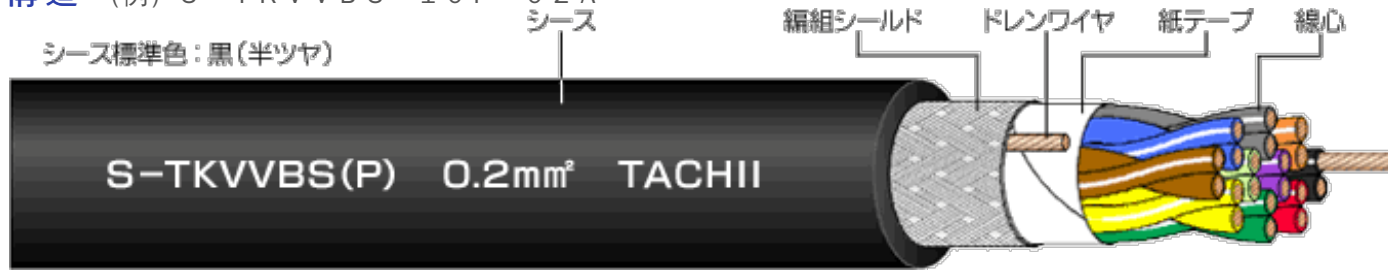 シース
編組シールド
ドレンワイヤ
紙テープ
線心
シース標準色：黒(半ツヤ)
S-TKVVBS(P) 0.2mm² TACHII